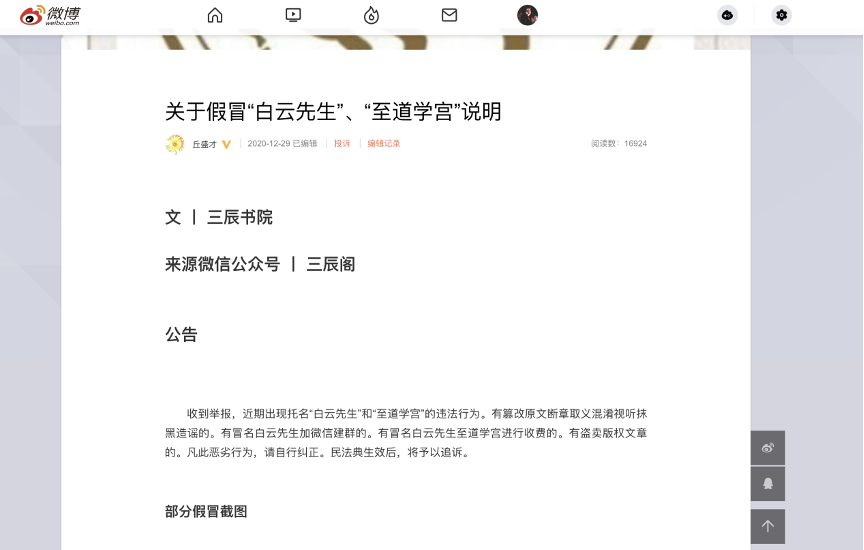 微博
weibo.com
关于假冒“白云先生”、“至道学宫”说明
丘盛才 2020-12-29 已编辑 投诉 编辑记录 阅读数：16924
文 丨 三辰书院
来源微信公众号 丨 三辰阁
公告
收到举报，近期出现托名“白云先生”和“至道学宫”的违法行为。有篡改原文断章取义混淆视听抹
黑造谣的。有冒名白云先生加微信建群的。有冒名白云先生至道学宫进行收费的。有盗卖版权文章
的。凡此恶劣行为，请自行纠正。民法典生效后，将予以追诉。
部分假冒截图